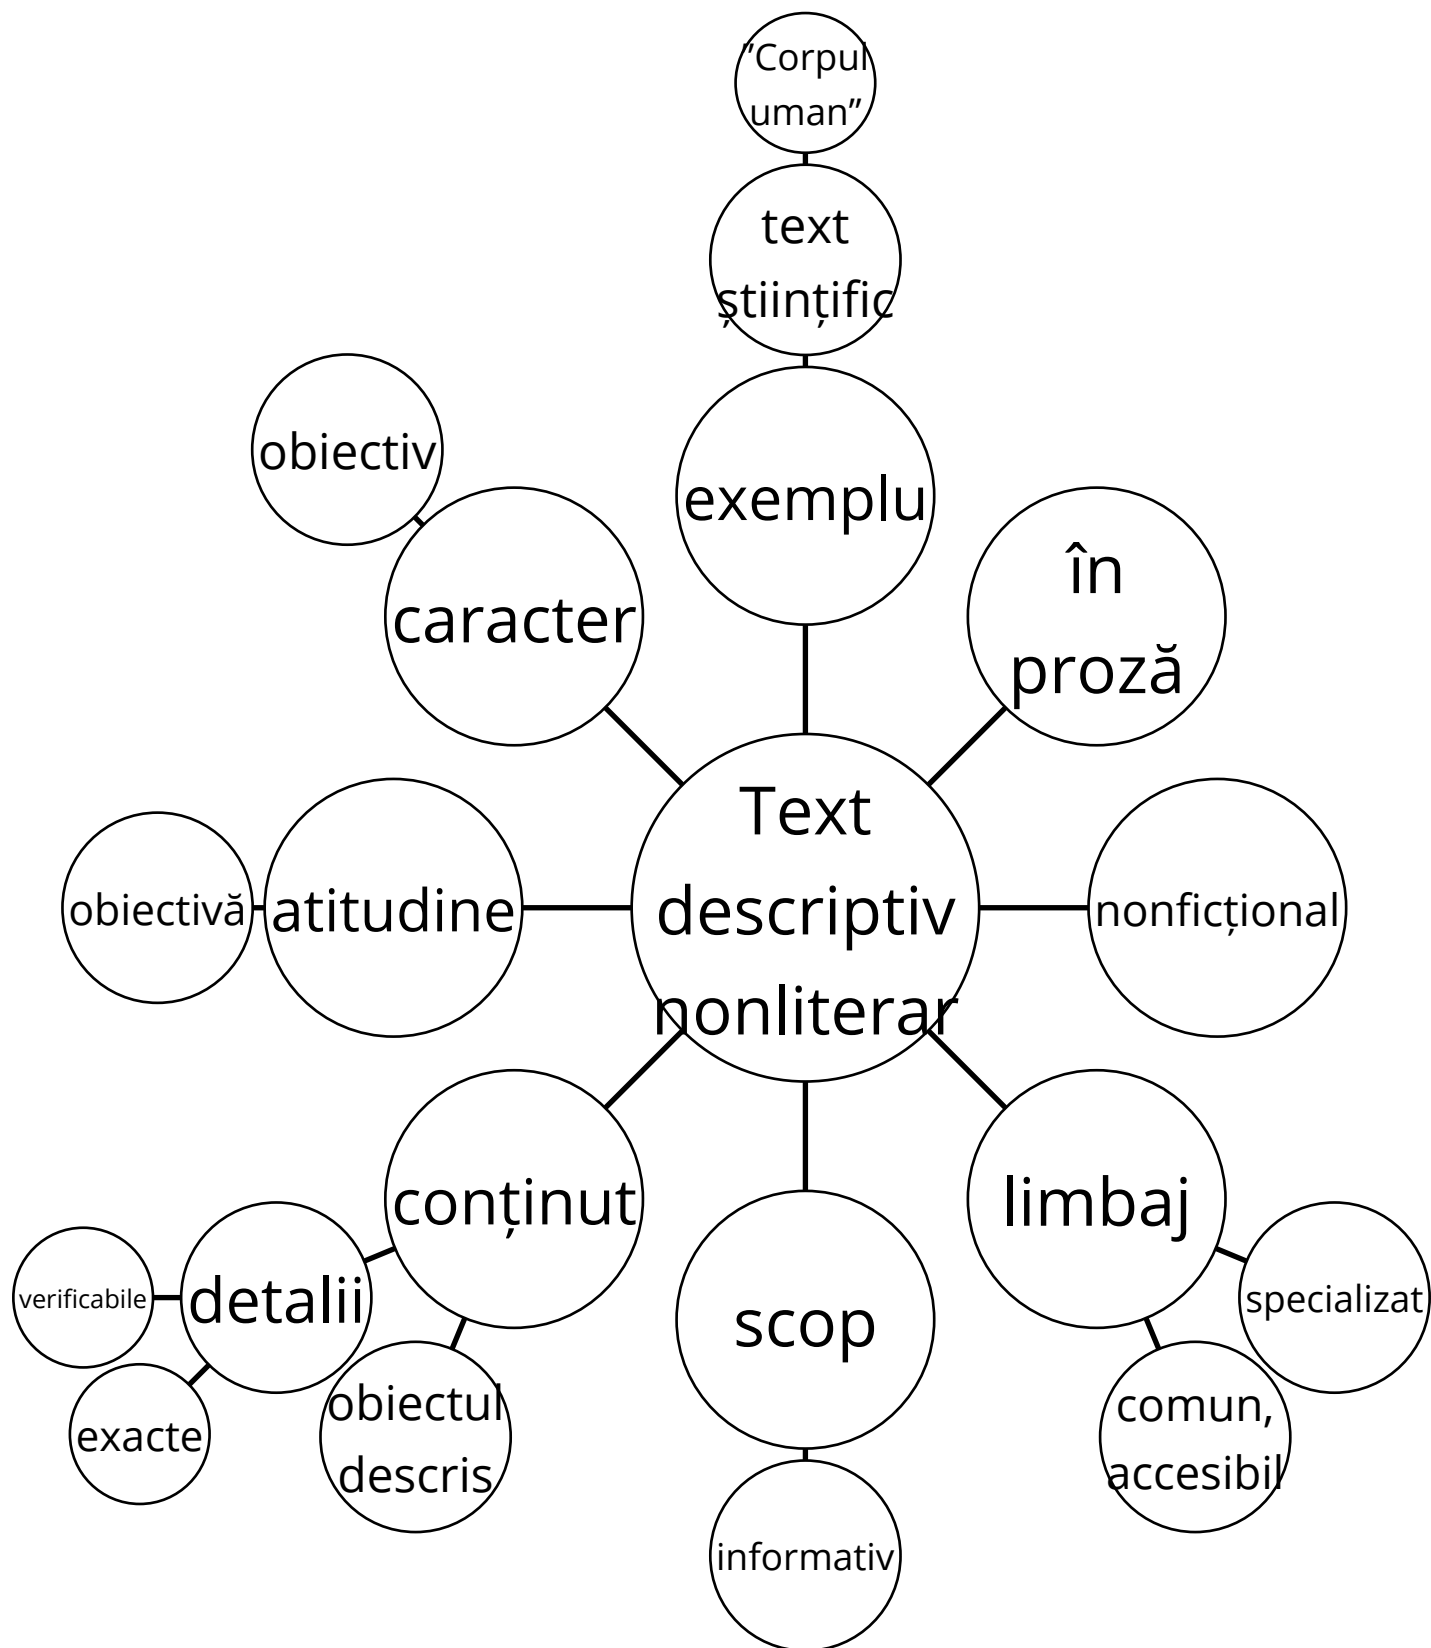 ”Corpul
uman”
text
științific
obiectiv
exemplu
în
proză
caracter
Text
descriptiv
nonliterar
obiectivă
atitudine
nonficțional
conținut
limbaj
detalii
verificabile
exacte
obiectul
descris
scop
informativ
specializat
comun,
accesibil